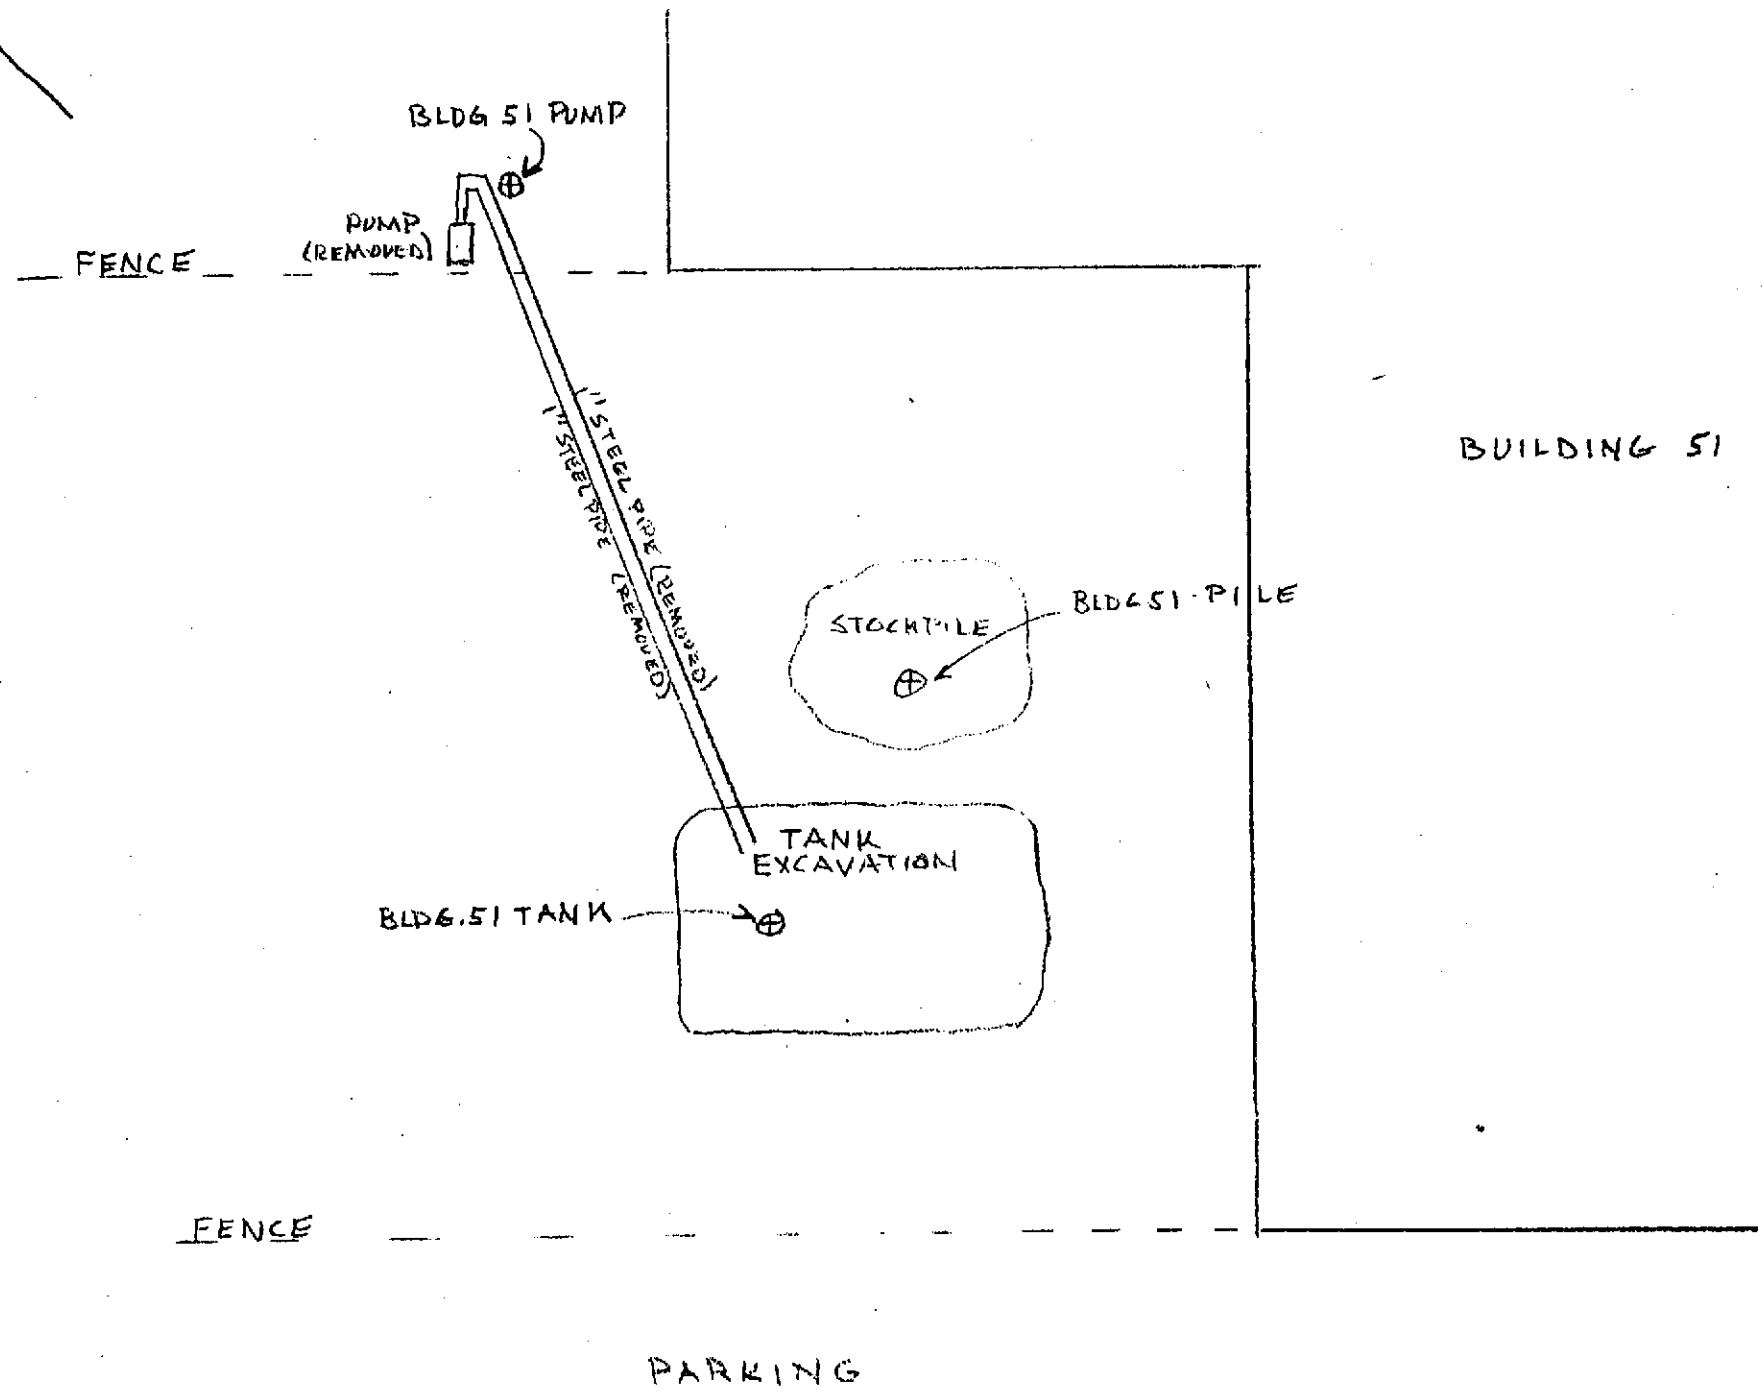 BLDG 51 PUMP
PUMP
(REMOVED)
FENCE
BUILDING 51
1" STEEL PIPE (REMOVED)
1" STEEL PIPE (REMOVED)
BLDG 51-PILE
STOCKPILE
TANK
EXCAVATION
BLDG.51 TANK
FENCE
PARKING